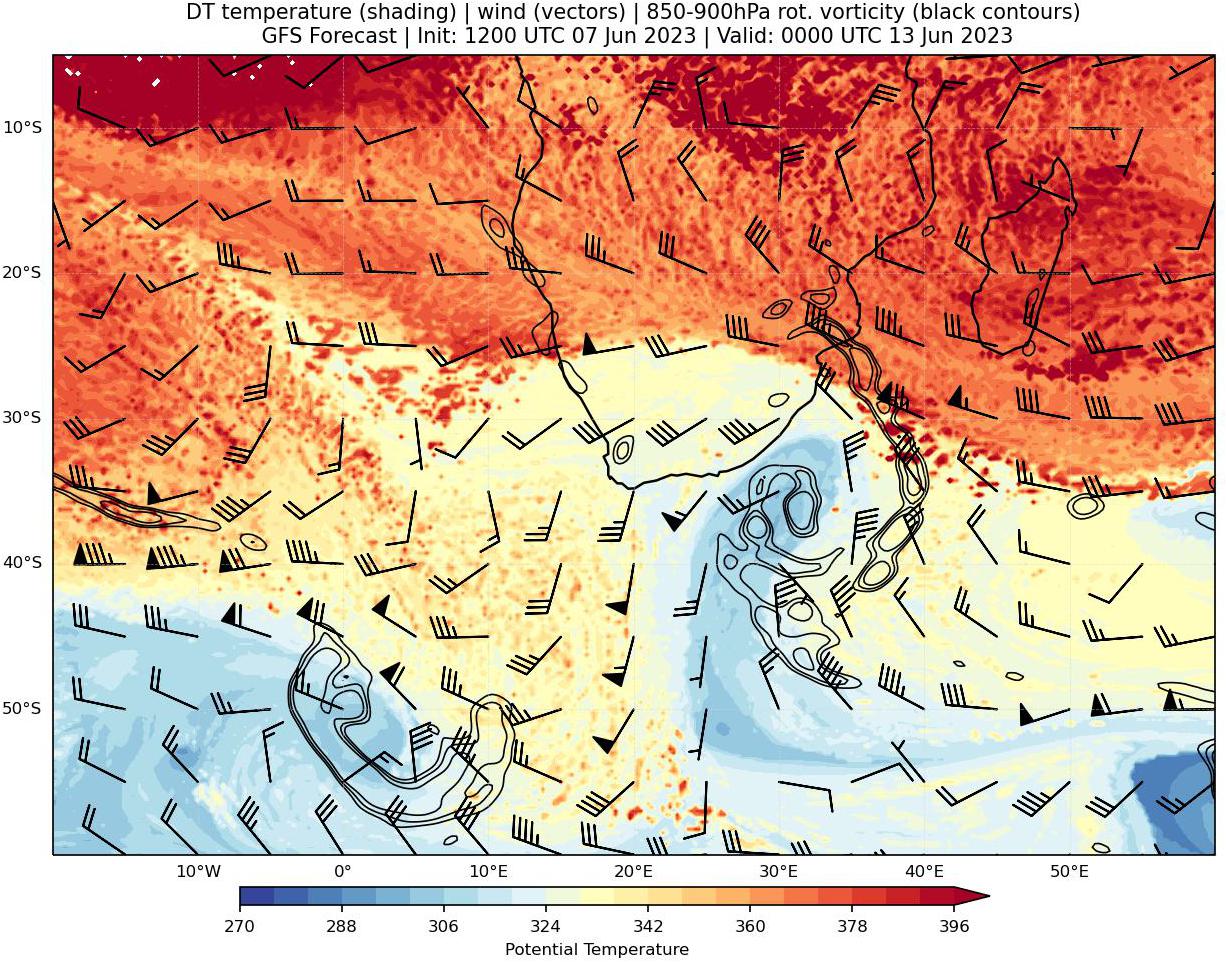 DT temperature (shading) | wind (vectors) | 850-900hPa rot. vorticity (black contours)
GFS Forecast | Init: 1200 UTC 07 Jun 2023 | Valid: 0000 UTC 13 Jun 2023
10°S
20°S
30°S
40°S
50°S
10°W 0° 10°E 20°E 30°E 40°E 50°E
270 288 306 324 342 360 378 396
Potential Temperature